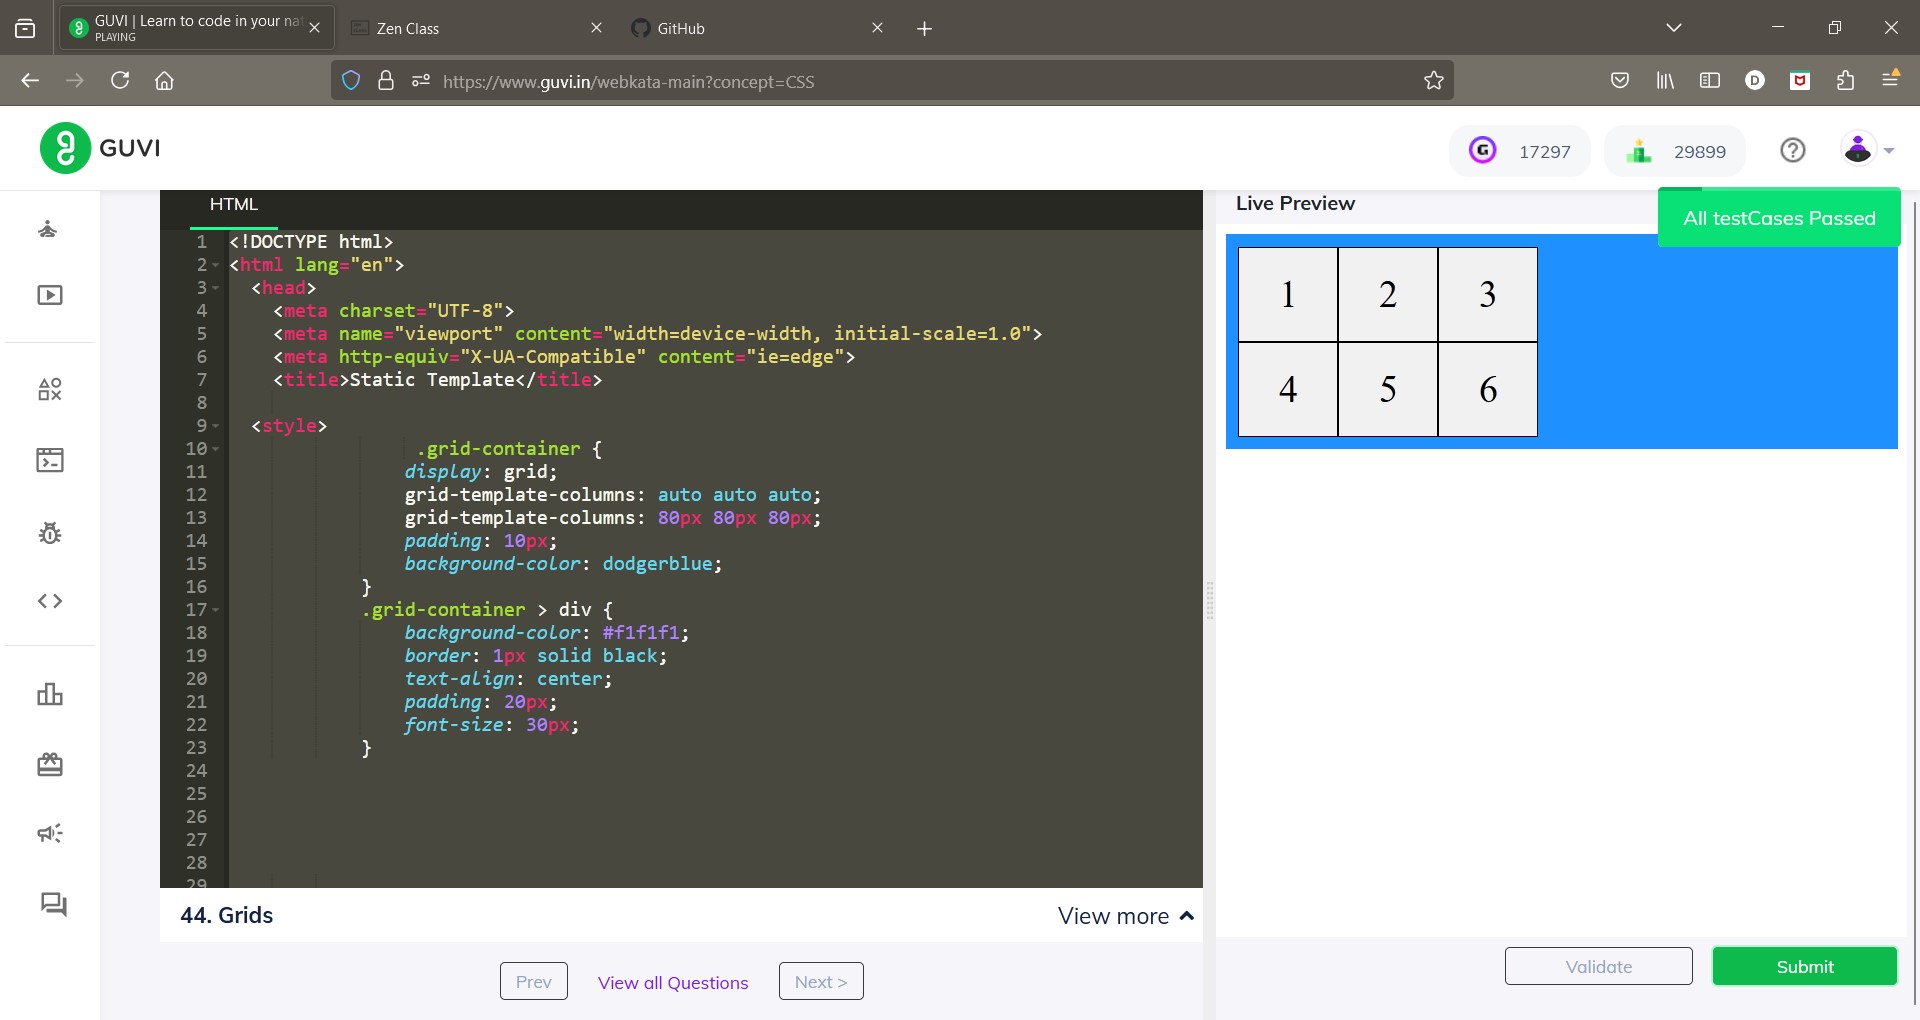 GUVI | Learn to code in your nat
PLAYING
Zen Class
GitHub
https://www.guvi.in/webkata-main?concept=CSS
D
GUVI
G
17297
29899
HTML
Live Preview
All testCases Passed
1 <!DOCTYPE html>
2 <html lang="en">
3 <head>
4 <meta charset="UTF-8">
5 <meta name="viewport" content="width=device-width, initial-scale=1.0">
6 <meta http-equiv="X-UA-Compatible" content="ie=edge">
7 <title>Static Template</title>
8
9 <style>
10 .grid-container {
11 display: grid;
12 grid-template-columns: auto auto auto;
13 grid-template-columns: 80px 80px 80px;
14 padding: 10px;
15 background-color: dodgerblue;
16 }
17 .grid-container > div {
18 background-color: #f1f1f1;
19 border: 1px solid black;
20 text-align: center;
21 padding: 20px;
22 font-size: 30px;
23 }
24
25
26
27
28
29
1 2 3
4 5 6
44. Grids
View more
Prev
View all Questions
Next >
Validate
Submit